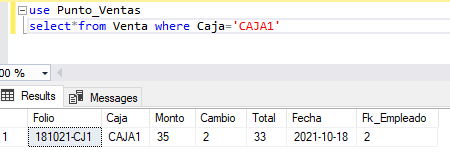 use Punto_Ventas
select*from Venta where Caja='CAJA1'
00 %
Results Messages
Folio Caja Monto Cambio Total Fecha Fk_Empleado
1 181021-CJ1 CAJA1 35 2 33 2021-10-18 2